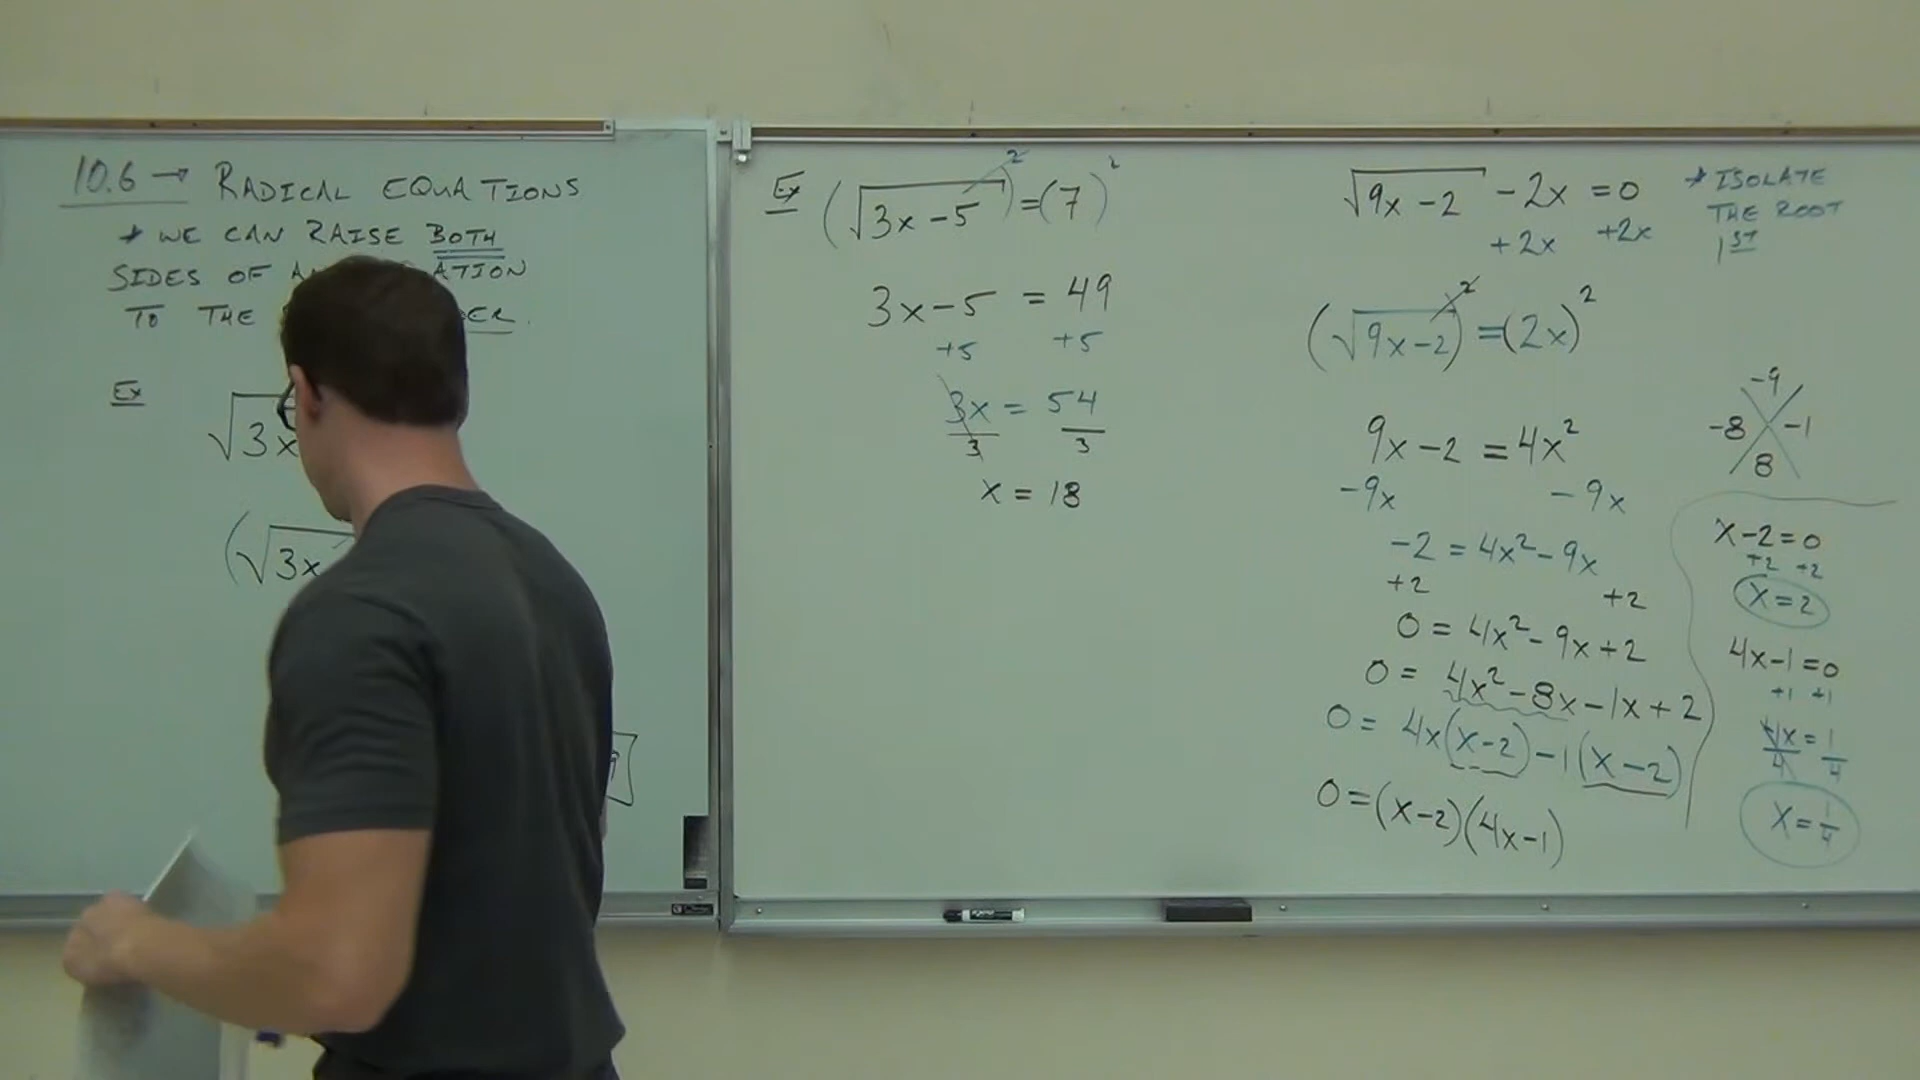 10.6 → RADICAL EQUATIONS
* WE CAN RAISE BOTH
SIDES OF
TO THE
Ex
√3x
(√3x
Ex (√3x-5)² = (7)²
3x-5 = 49
+5 +5
3x = 54
3 3
x = 18
√9x-2 - 2x = 0
+2x +2x
* ISOLATE
THE ROOT
1ST
(√9x-2)² = (2x)²
9x-2 = 4x²
-9x -9x
-2 = 4x²-9x
+2 +2
0 = 4x²-9x+2
0 = 4x²-8x-1x+2
0 = 4x(x-2)-1(x-2)
0=(x-2)(4x-1)
-9
-8 -1
8
x-2=0
+2 +2
x=2
4x-1=0
+1 +1
4x=1
4 4
x=1/4